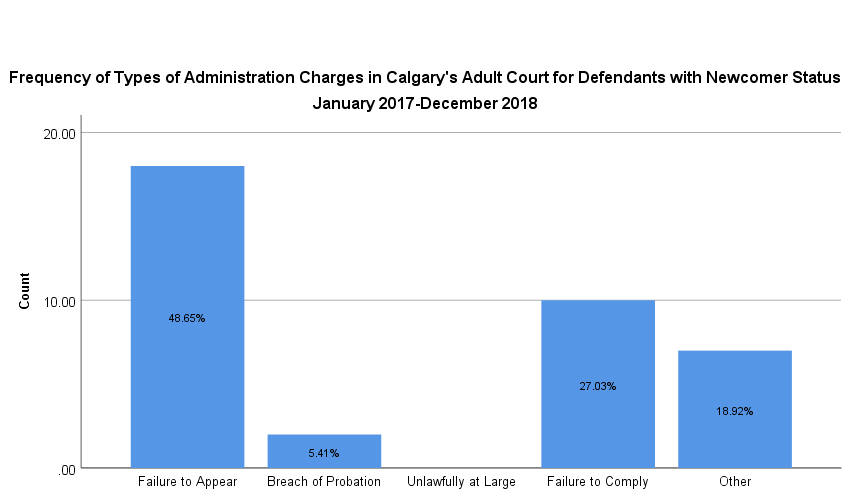 Frequency of Types of Administration Charges in Calgary's Adult Court for Defendants with Newcomer Status
January 2017-December 2018
20.00
10.00
.00
Count
48.65%
5.41%
27.03%
18.92%
Failure to Appear
Breach of Probation
Unlawfully at Large
Failure to Comply
Other